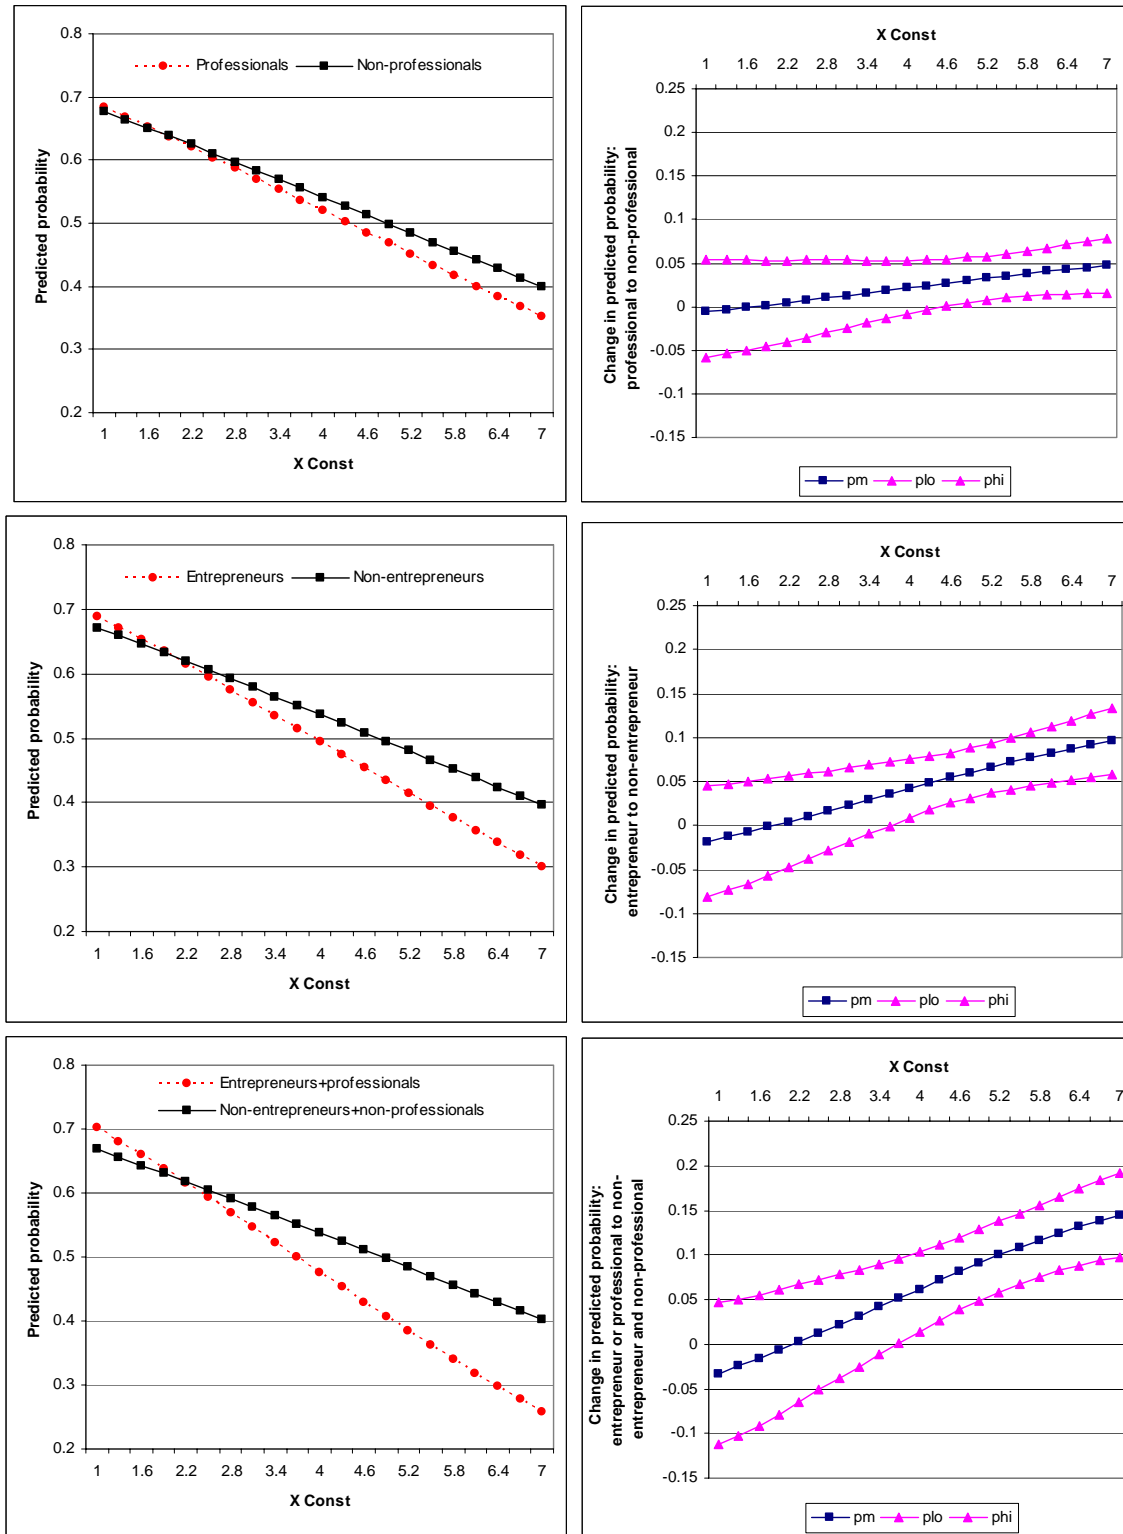 0.8
0.7
0.6
0.5
0.4
0.3
0.2
Predicted probability
Professionals Non-professionals
1 1.6 2.2 2.8 3.4 4 4.6 5.2 5.8 6.4 7
X Const
X Const
1 1.6 2.2 2.8 3.4 4 4.6 5.2 5.8 6.4 7
0.25
0.2
0.15
0.1
0.05
0
-0.05
-0.1
-0.15
Change in predicted probability:
professional to non-professional
pm plo phi
0.8
0.7
0.6
0.5
0.4
0.3
0.2
Predicted probability
Entrepreneurs Non-entrepreneurs
1 1.6 2.2 2.8 3.4 4 4.6 5.2 5.8 6.4 7
X Const
X Const
1 1.6 2.2 2.8 3.4 4 4.6 5.2 5.8 6.4 7
0.25
0.2
0.15
0.1
0.05
0
-0.05
-0.1
-0.15
Change in predicted probability:
entrepreneur to non-entrepreneur
pm plo phi
0.8
0.7
0.6
0.5
0.4
0.3
0.2
Predicted probability
Entrepreneurs+professionals
Non-entrepreneurs+non-professionals
1 1.6 2.2 2.8 3.4 4 4.6 5.2 5.8 6.4 7
X Const
X Const
1 1.6 2.2 2.8 3.4 4 4.6 5.2 5.8 6.4 7
0.25
0.2
0.15
0.1
0.05
0
-0.05
-0.1
-0.15
Change in predicted probability:
entrepreneur or professional to non-
entrepreneur and non-professional
pm plo phi